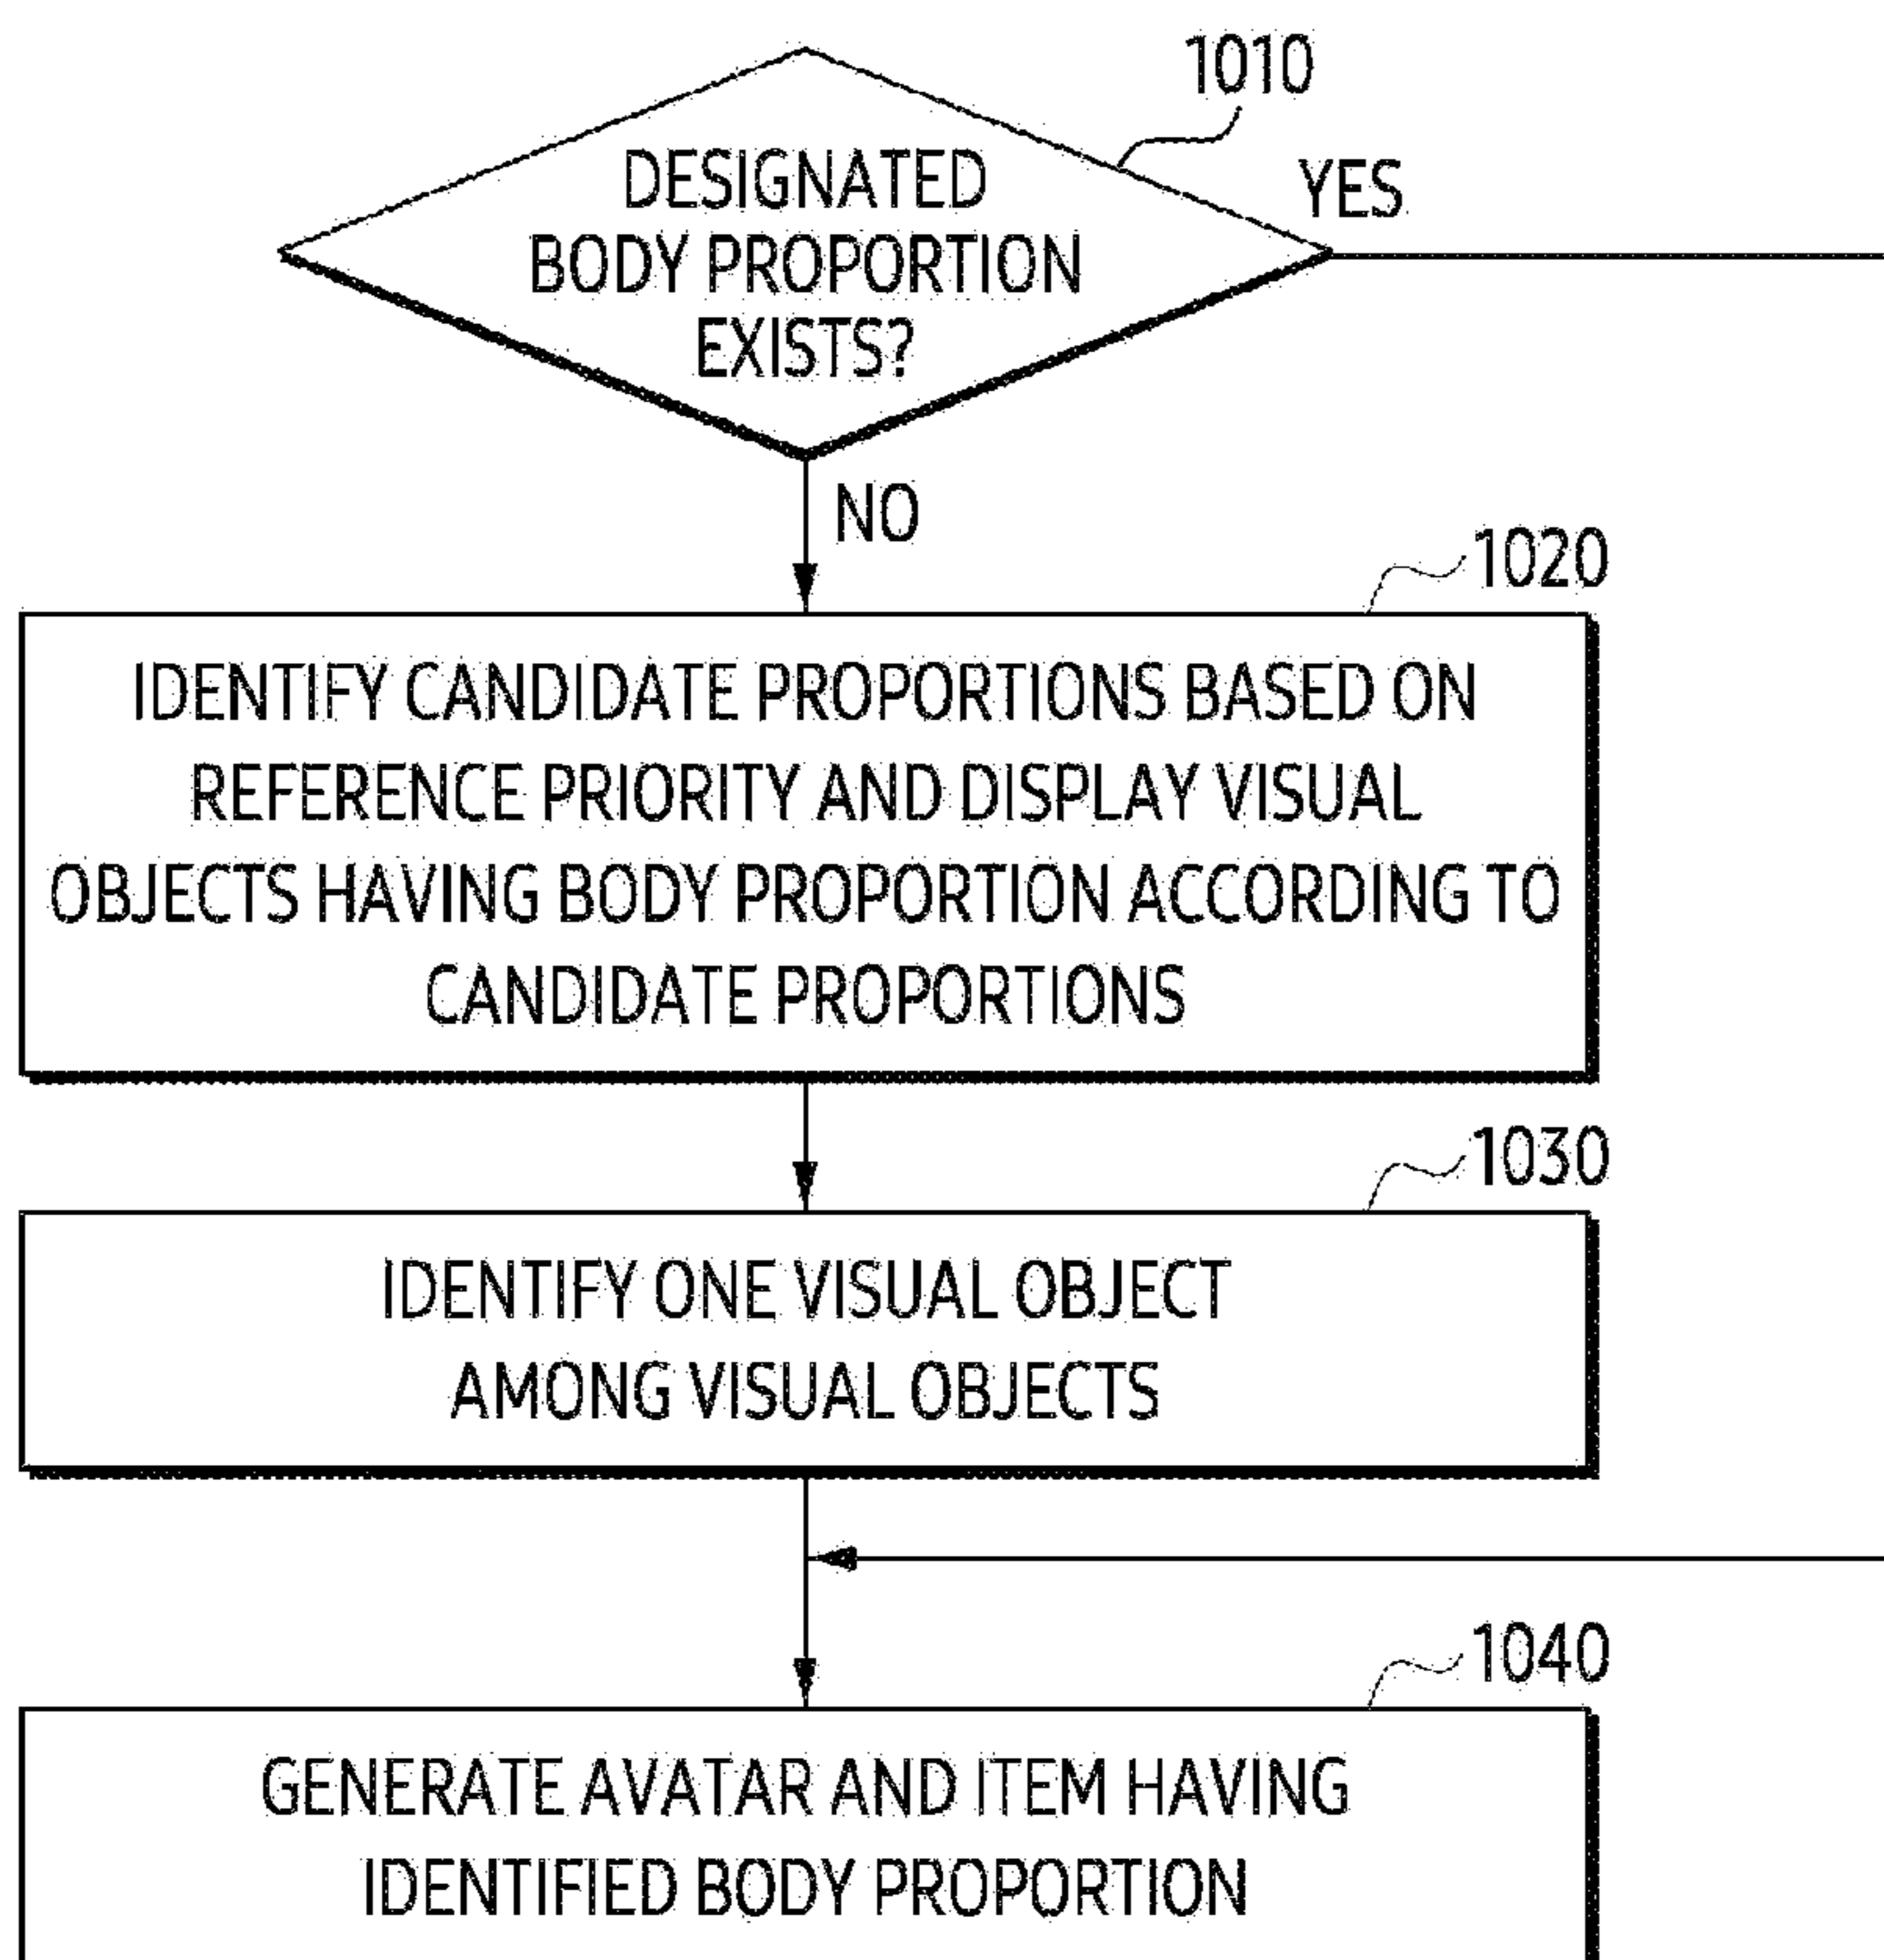 1010
DESIGNATED
BODY PROPORTION
EXISTS?
YES
NO
1020
IDENTIFY CANDIDATE PROPORTIONS BASED ON
REFERENCE PRIORITY AND DISPLAY VISUAL
OBJECTS HAVING BODY PROPORTION ACCORDING TO
CANDIDATE PROPORTIONS
1030
IDENTIFY ONE VISUAL OBJECT
AMONG VISUAL OBJECTS
1040
GENERATE AVATAR AND ITEM HAVING
IDENTIFIED BODY PROPORTION